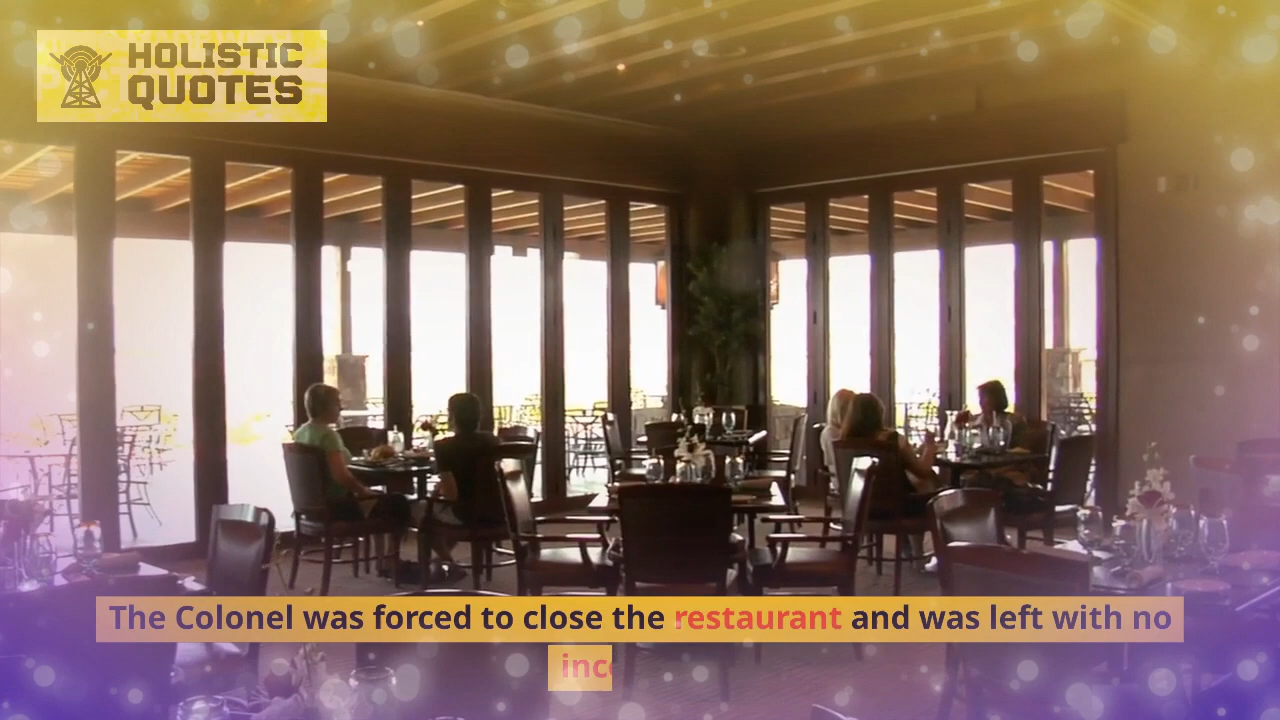 HOLISTIC
QUOTES
The Colonel was forced to close the restaurant and was left with no